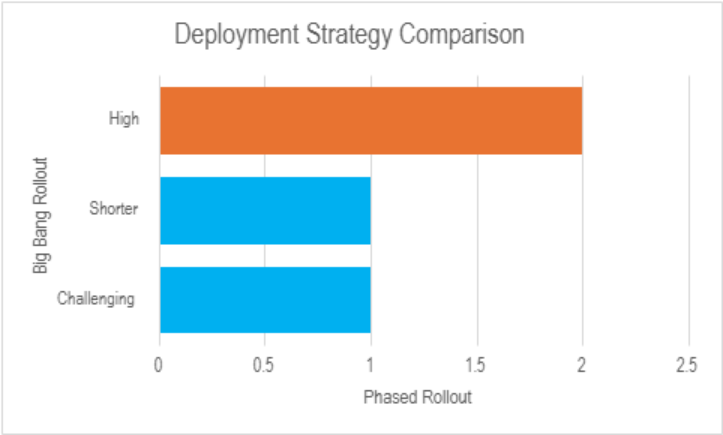 Deployment Strategy Comparison
High
Shorter
Challenging
Big Bang Rollout
0 0.5 1 1.5 2 2.5
Phased Rollout